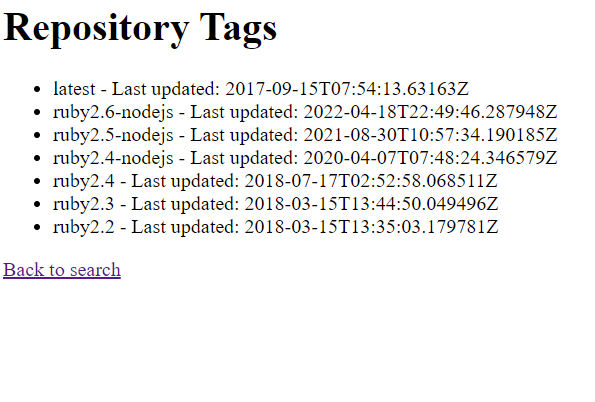 Repository Tags
latest - Last updated: 2017-09-15T07:54:13.63163Z
ruby2.6-nodejs - Last updated: 2022-04-18T22:49:46.287948Z
ruby2.5-nodejs - Last updated: 2021-08-30T10:57:34.190185Z
ruby2.4-nodejs - Last updated: 2020-04-07T07:48:24.346579Z
ruby2.4 - Last updated: 2018-07-17T02:52:58.068511Z
ruby2.3 - Last updated: 2018-03-15T13:44:50.049496Z
ruby2.2 - Last updated: 2018-03-15T13:35:03.179781Z
Back to search